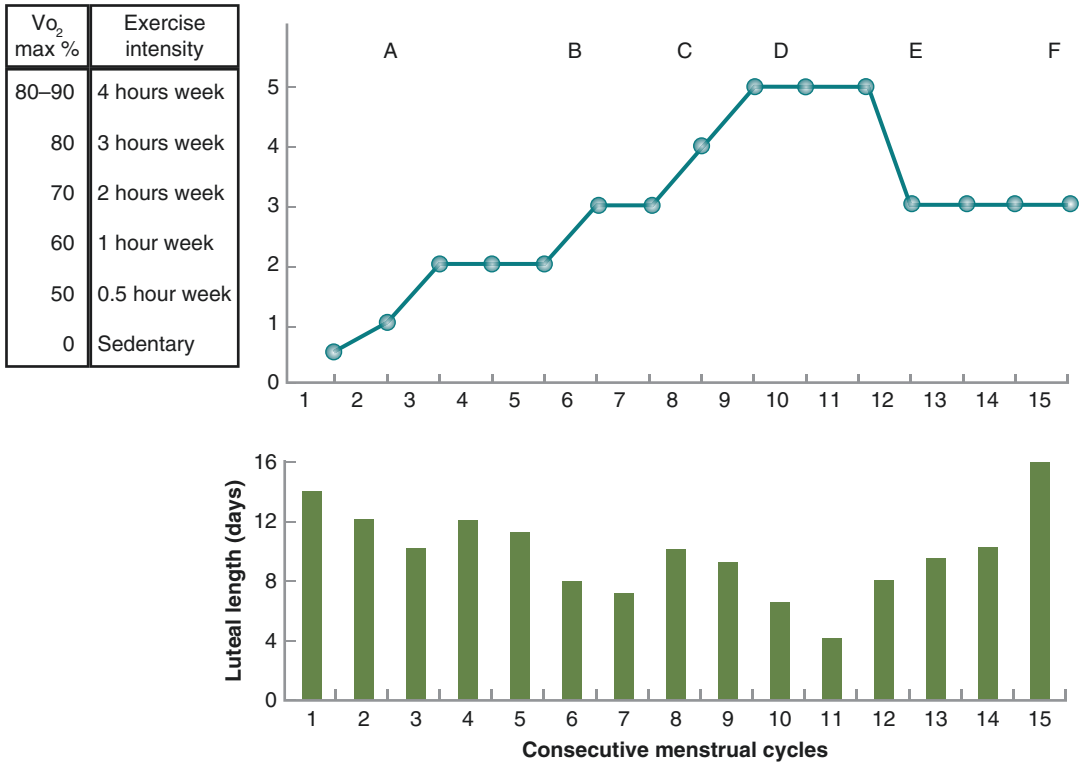 Vo2 max % Exercise intensity
80–90 4 hours week
80 3 hours week
70 2 hours week
60 1 hour week
50 0.5 hour week
0 Sedentary
A B C D E F
5
4
3
2
1
0
1 2 3 4 5 6 7 8 9 10 11 12 13 14 15
Luteal length (days)
16
12
8
4
0
1 2 3 4 5 6 7 8 9 10 11 12 13 14 15
Consecutive menstrual cycles